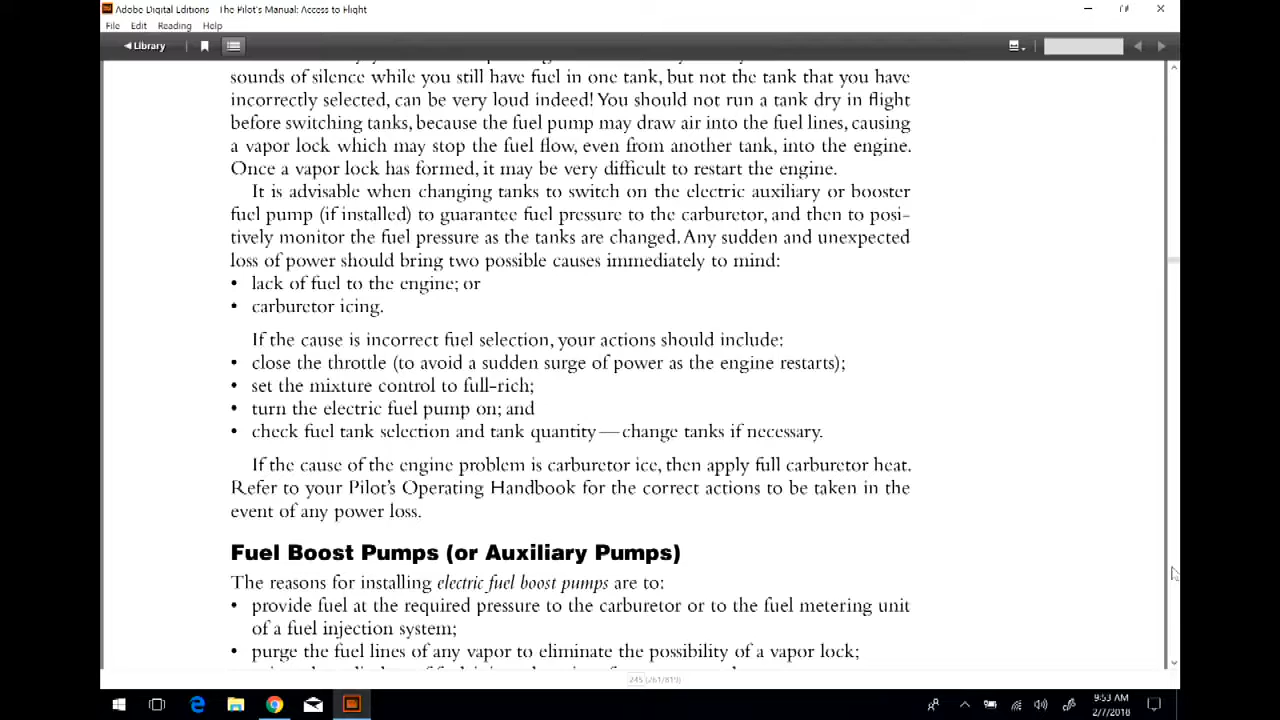 Adobe Digital Editions - The Pilot's Manual: Access to Flight
File Edit Reading Help
Library
sounds of silence while you still have fuel in one tank, but not the tank that you have
incorrectly selected, can be very loud indeed! You should not run a tank dry in flight
before switching tanks, because the fuel pump may draw air into the fuel lines, causing
a vapor lock which may stop the fuel flow, even from another tank, into the engine.
Once a vapor lock has formed, it may be very difficult to restart the engine.
It is advisable when changing tanks to switch on the electric auxiliary or booster
fuel pump (if installed) to guarantee fuel pressure to the carburetor, and then to posi-
tively monitor the fuel pressure as the tanks are changed. Any sudden and unexpected
loss of power should bring two possible causes immediately to mind:
• lack of fuel to the engine; or
• carburetor icing.
If the cause is incorrect fuel selection, your actions should include:
• close the throttle (to avoid a sudden surge of power as the engine restarts);
• set the mixture control to full-rich;
• turn the electric fuel pump on; and
• check fuel tank selection and tank quantity—change tanks if necessary.
If the cause of the engine problem is carburetor ice, then apply full carburetor heat.
Refer to your Pilot's Operating Handbook for the correct actions to be taken in the
event of any power loss.
Fuel Boost Pumps (or Auxiliary Pumps)
The reasons for installing electric fuel boost pumps are to:
• provide fuel at the required pressure to the carburetor or to the fuel metering unit
of a fuel injection system;
• purge the fuel lines of any vapor to eliminate the possibility of a vapor lock;
245 (261/819)
9:53 AM
2/7/2018